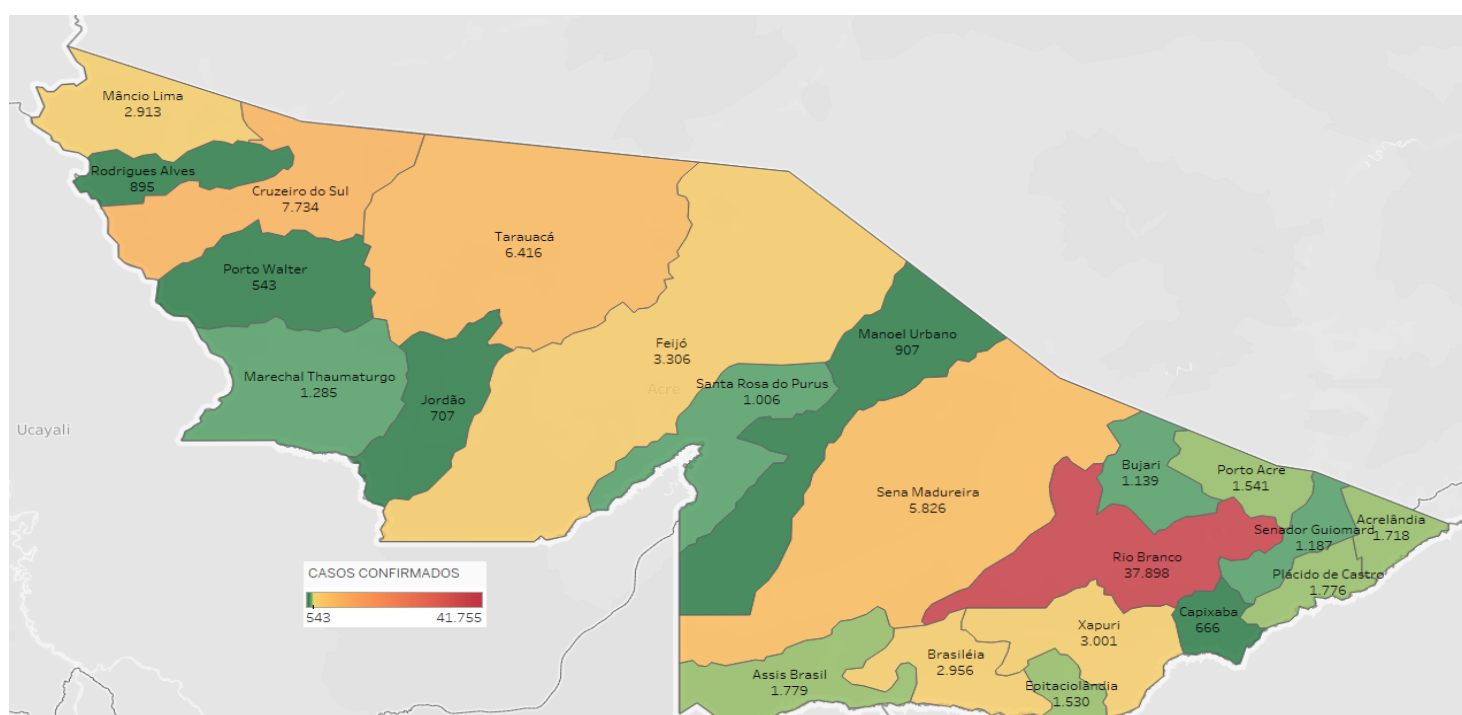 Mâncio Lima
2.913
Rodrigues Alves
895
Cruzeiro do Sul
7.734
Tarauacá
6.416
Porto Walter
543
Marechal Thaumaturgo
1.285
Jordão
707
Feijó
3.306
Acre
Santa Rosa do Purus
1.006
Manoel Urbano
907
Ucayali
Sena Madureira
5.826
Bujari
1.139
Porto Acre
1.541
Senador Guiomard
1.187
Acrelândia
1.718
Rio Branco
37.898
Plácido de Castro
1.776
Capixaba
666
Xapuri
3.001
Brasiléia
2.956
Assis Brasil
1.779
Epitaciolândia
1.530
CASOS CONFIRMADOS
543 41.755